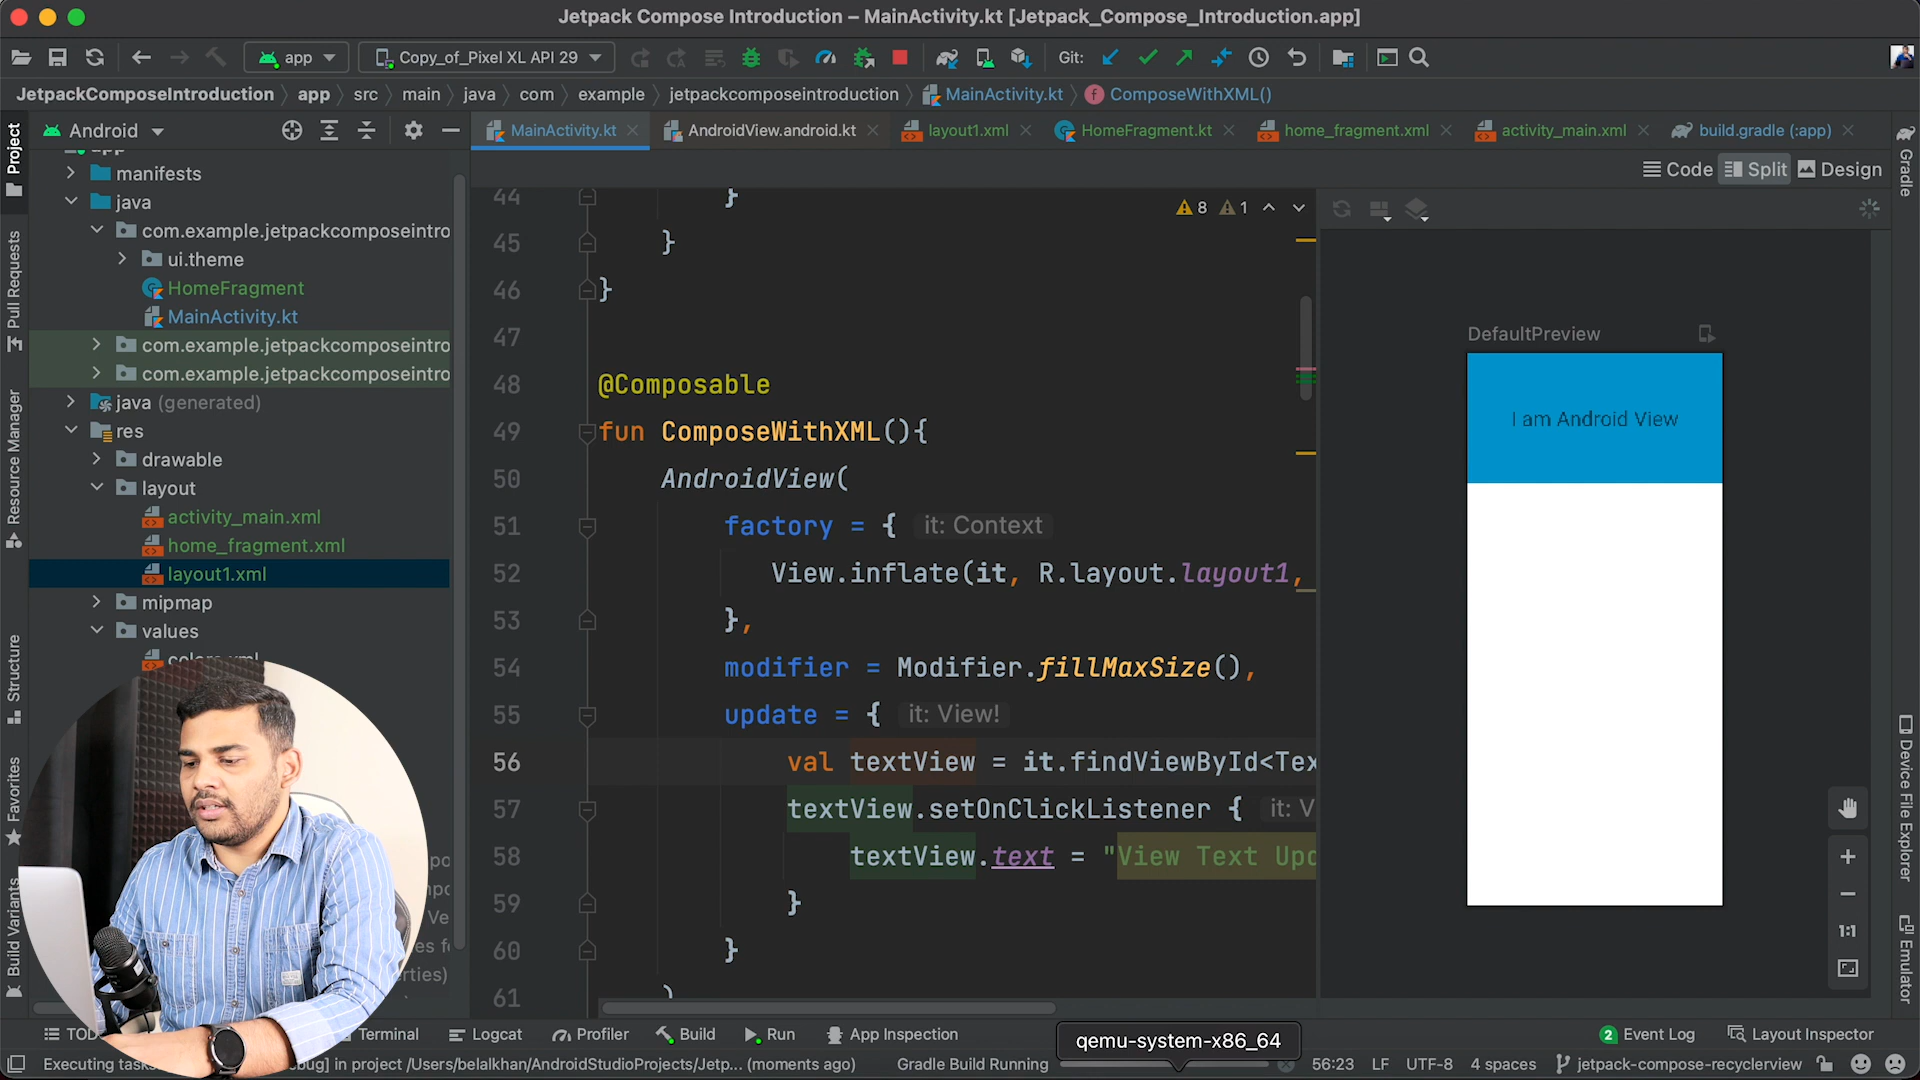 Jetpack Compose Introduction – MainActivity.kt [Jetpack_Compose_Introduction.app]
app
Copy_of_Pixel XL API 29
Git:
JetpackComposeIntroduction
app
src
main
java
com
example
jetpackcomposeintroduction
MainActivity.kt
ComposeWithXML()
Android
MainActivity.kt
AndroidView.android.kt
layout1.xml
HomeFragment.kt
home_fragment.xml
activity_main.xml
build.gradle (:app)
Code
Split
Design
Project
Pull Requests
Resource Manager
Structure
Favorites
Build Variants
manifests
java
com.example.jetpackcomposeintro
ui.theme
HomeFragment
MainActivity.kt
com.example.jetpackcomposeintro
com.example.jetpackcomposeintro
java (generated)
res
drawable
layout
activity_main.xml
home_fragment.xml
layout1.xml
mipmap
values
8
1
44 }
45 }
46 }
47
48 @Composable
49 fun ComposeWithXML(){
50 AndroidView(
51 factory = { it: Context
52 View.inflate(it, R.layout.layout1,
53 },
54 modifier = Modifier.fillMaxSize(),
55 update = { it: View!
56 val textView = it.findViewById<Tex
57 textView.setOnClickListener { it: V
58 textView.text = "View Text Upd
59 }
60 }
61 )
DefaultPreview
I am Android View
1:1
Gradle
Device File Explorer
Emulator
Terminal
Logcat
Profiler
Build
Run
App Inspection
qemu-system-x86_64
2 Event Log
Layout Inspector
in project /Users/belalkhan/AndroidStudioProjects/Jetp... (moments ago)
Gradle Build Running
56:23
LF
UTF-8
4 spaces
jetpack-compose-recyclerview